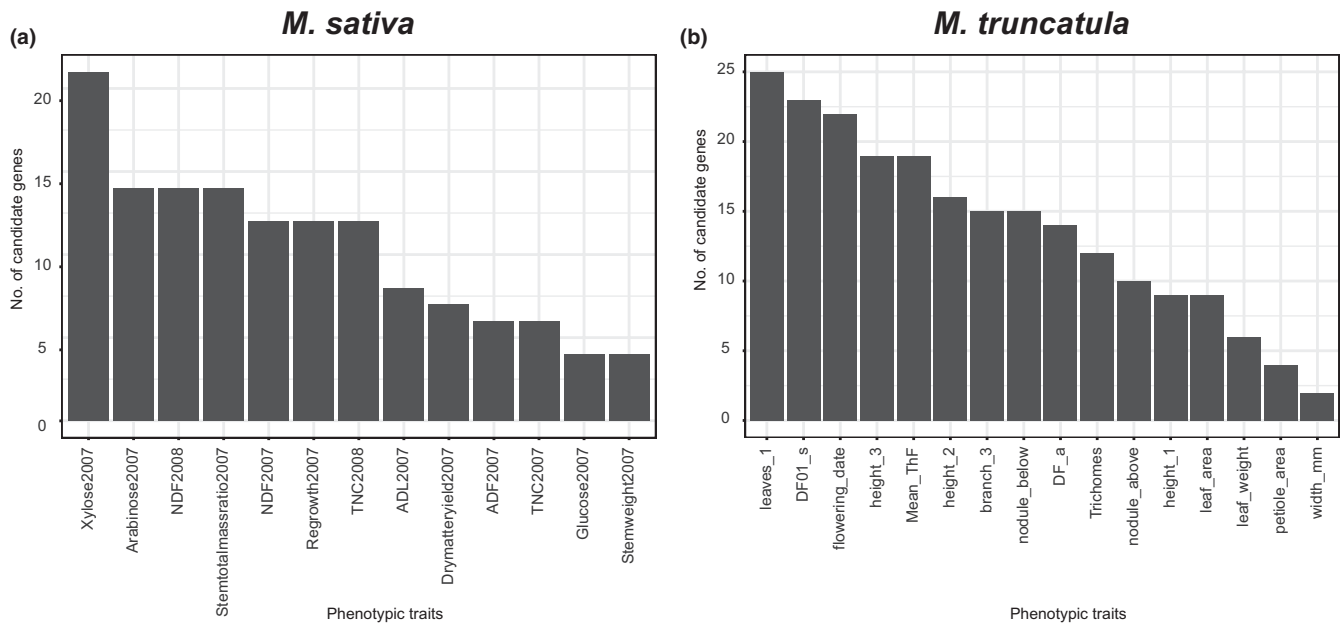 (a)
M. sativa
No. of candidate genes
20
15
10
5
0
Xylose2007
Arabinose2007
NDF2008
Stemtotalmassratio2007
NDF2007
Regrowth2007
TNC2008
ADL2007
Drymatteryield2007
ADF2007
TNC2007
Glucose2007
Stemweight2007
Phenotypic traits
(b)
M. truncatula
No. of candidate genes
25
20
15
10
5
0
leaves_1
DF01_s
flowering_date
height_3
Mean_ThF
height_2
branch_3
nodule_below
DF_a
Trichomes
nodule_above
height_1
leaf_area
leaf_weight
petiole_area
width_mm
Phenotypic traits